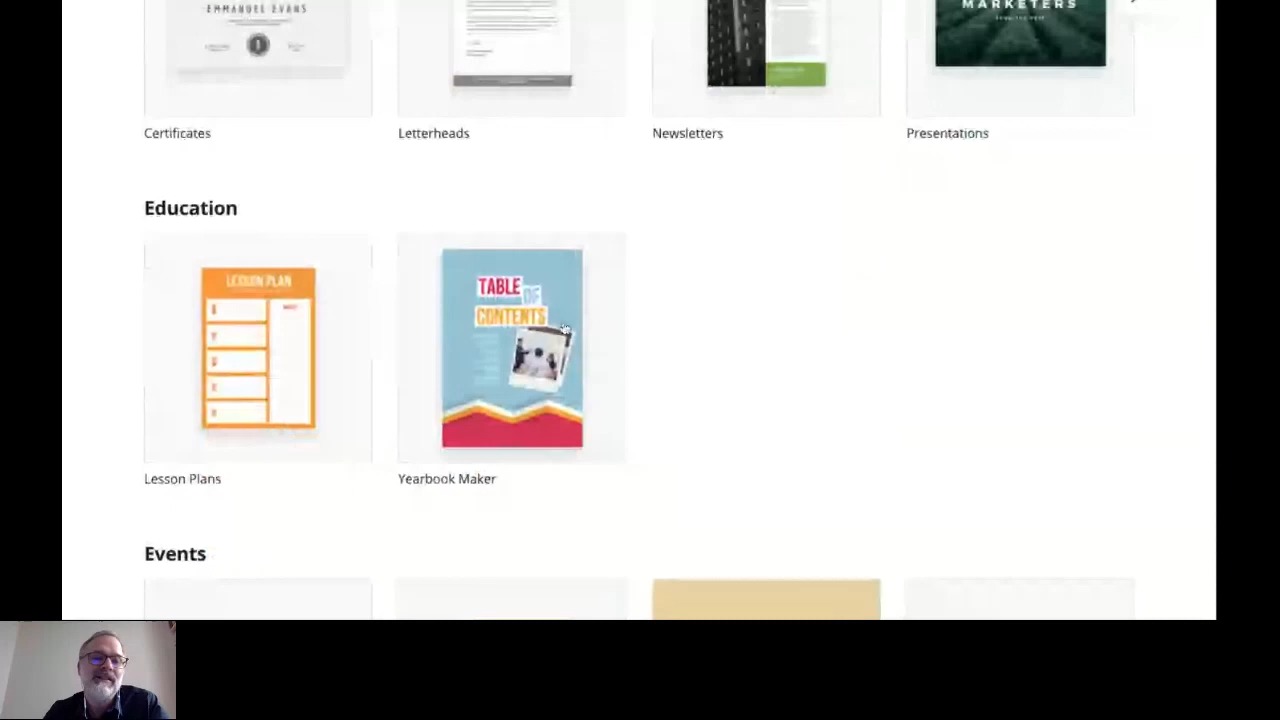 EMMANUEL EVANS
MARKETERS
Certificates
Letterheads
Newsletters
Presentations
Education
LESSON PLAN
TABLE
OF
CONTENTS
Lesson Plans
Yearbook Maker
Events